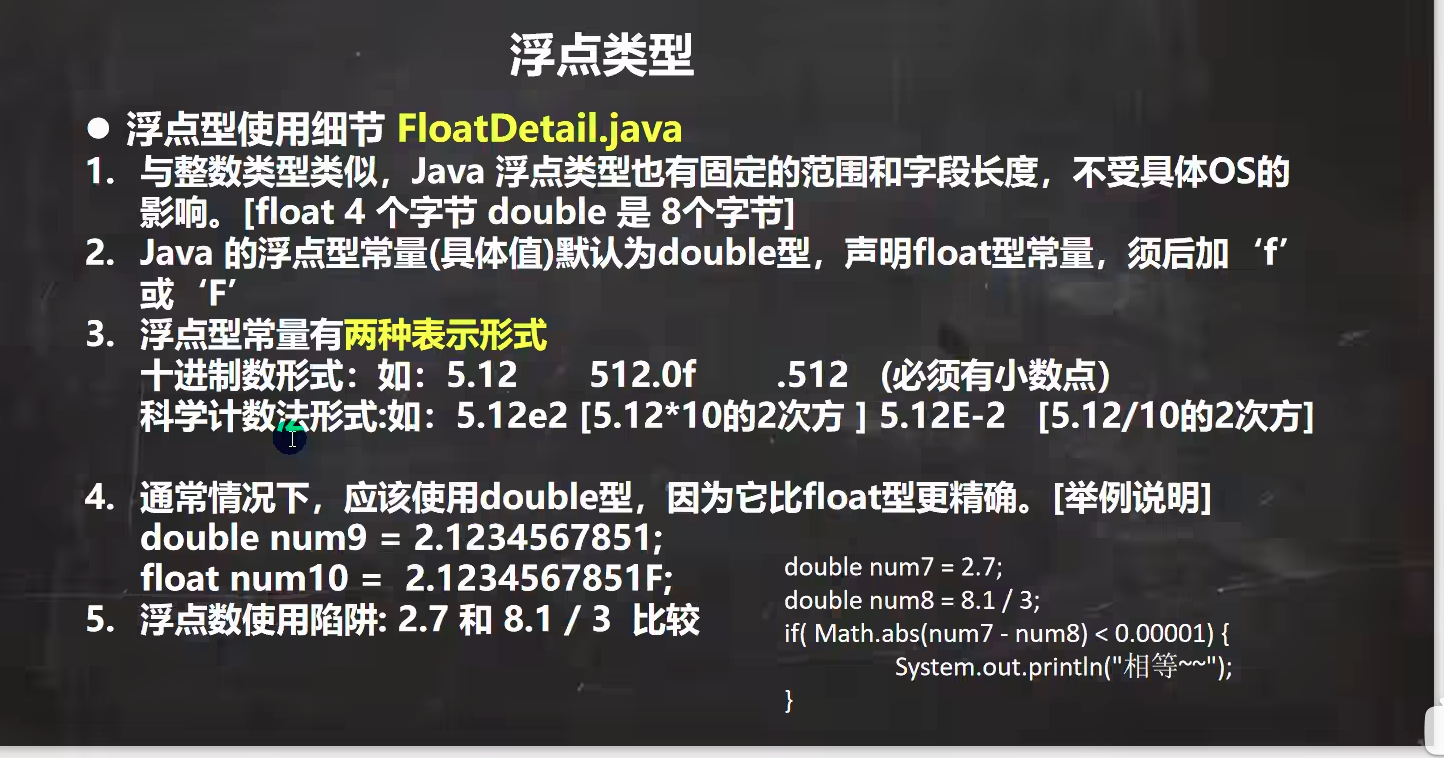 浮点类型
● 浮点型使用细节 FloatDetail.java
1. 与整数类型类似，Java 浮点类型也有固定的范围和字段长度，不受具体OS的
影响。[float 4 个字节 double 是 8个字节]
2. Java 的浮点型常量(具体值)默认为double型，声明float型常量，须后加 ‘f’
或 ‘F’
3. 浮点型常量有两种表示形式
十进制数形式：如：5.12 512.0f .512 (必须有小数点）
科学计数法形式:如：5.12e2 [5.12*10的2次方 ] 5.12E-2 [5.12/10的2次方]
4. 通常情况下，应该使用double型，因为它比float型更精确。[举例说明]
double num9 = 2.1234567851;
float num10 = 2.1234567851F;
5. 浮点数使用陷阱: 2.7 和 8.1 / 3 比较
double num7 = 2.7;
double num8 = 8.1 / 3;
if( Math.abs(num7 - num8) < 0.00001) {
System.out.println("相等~~");
}